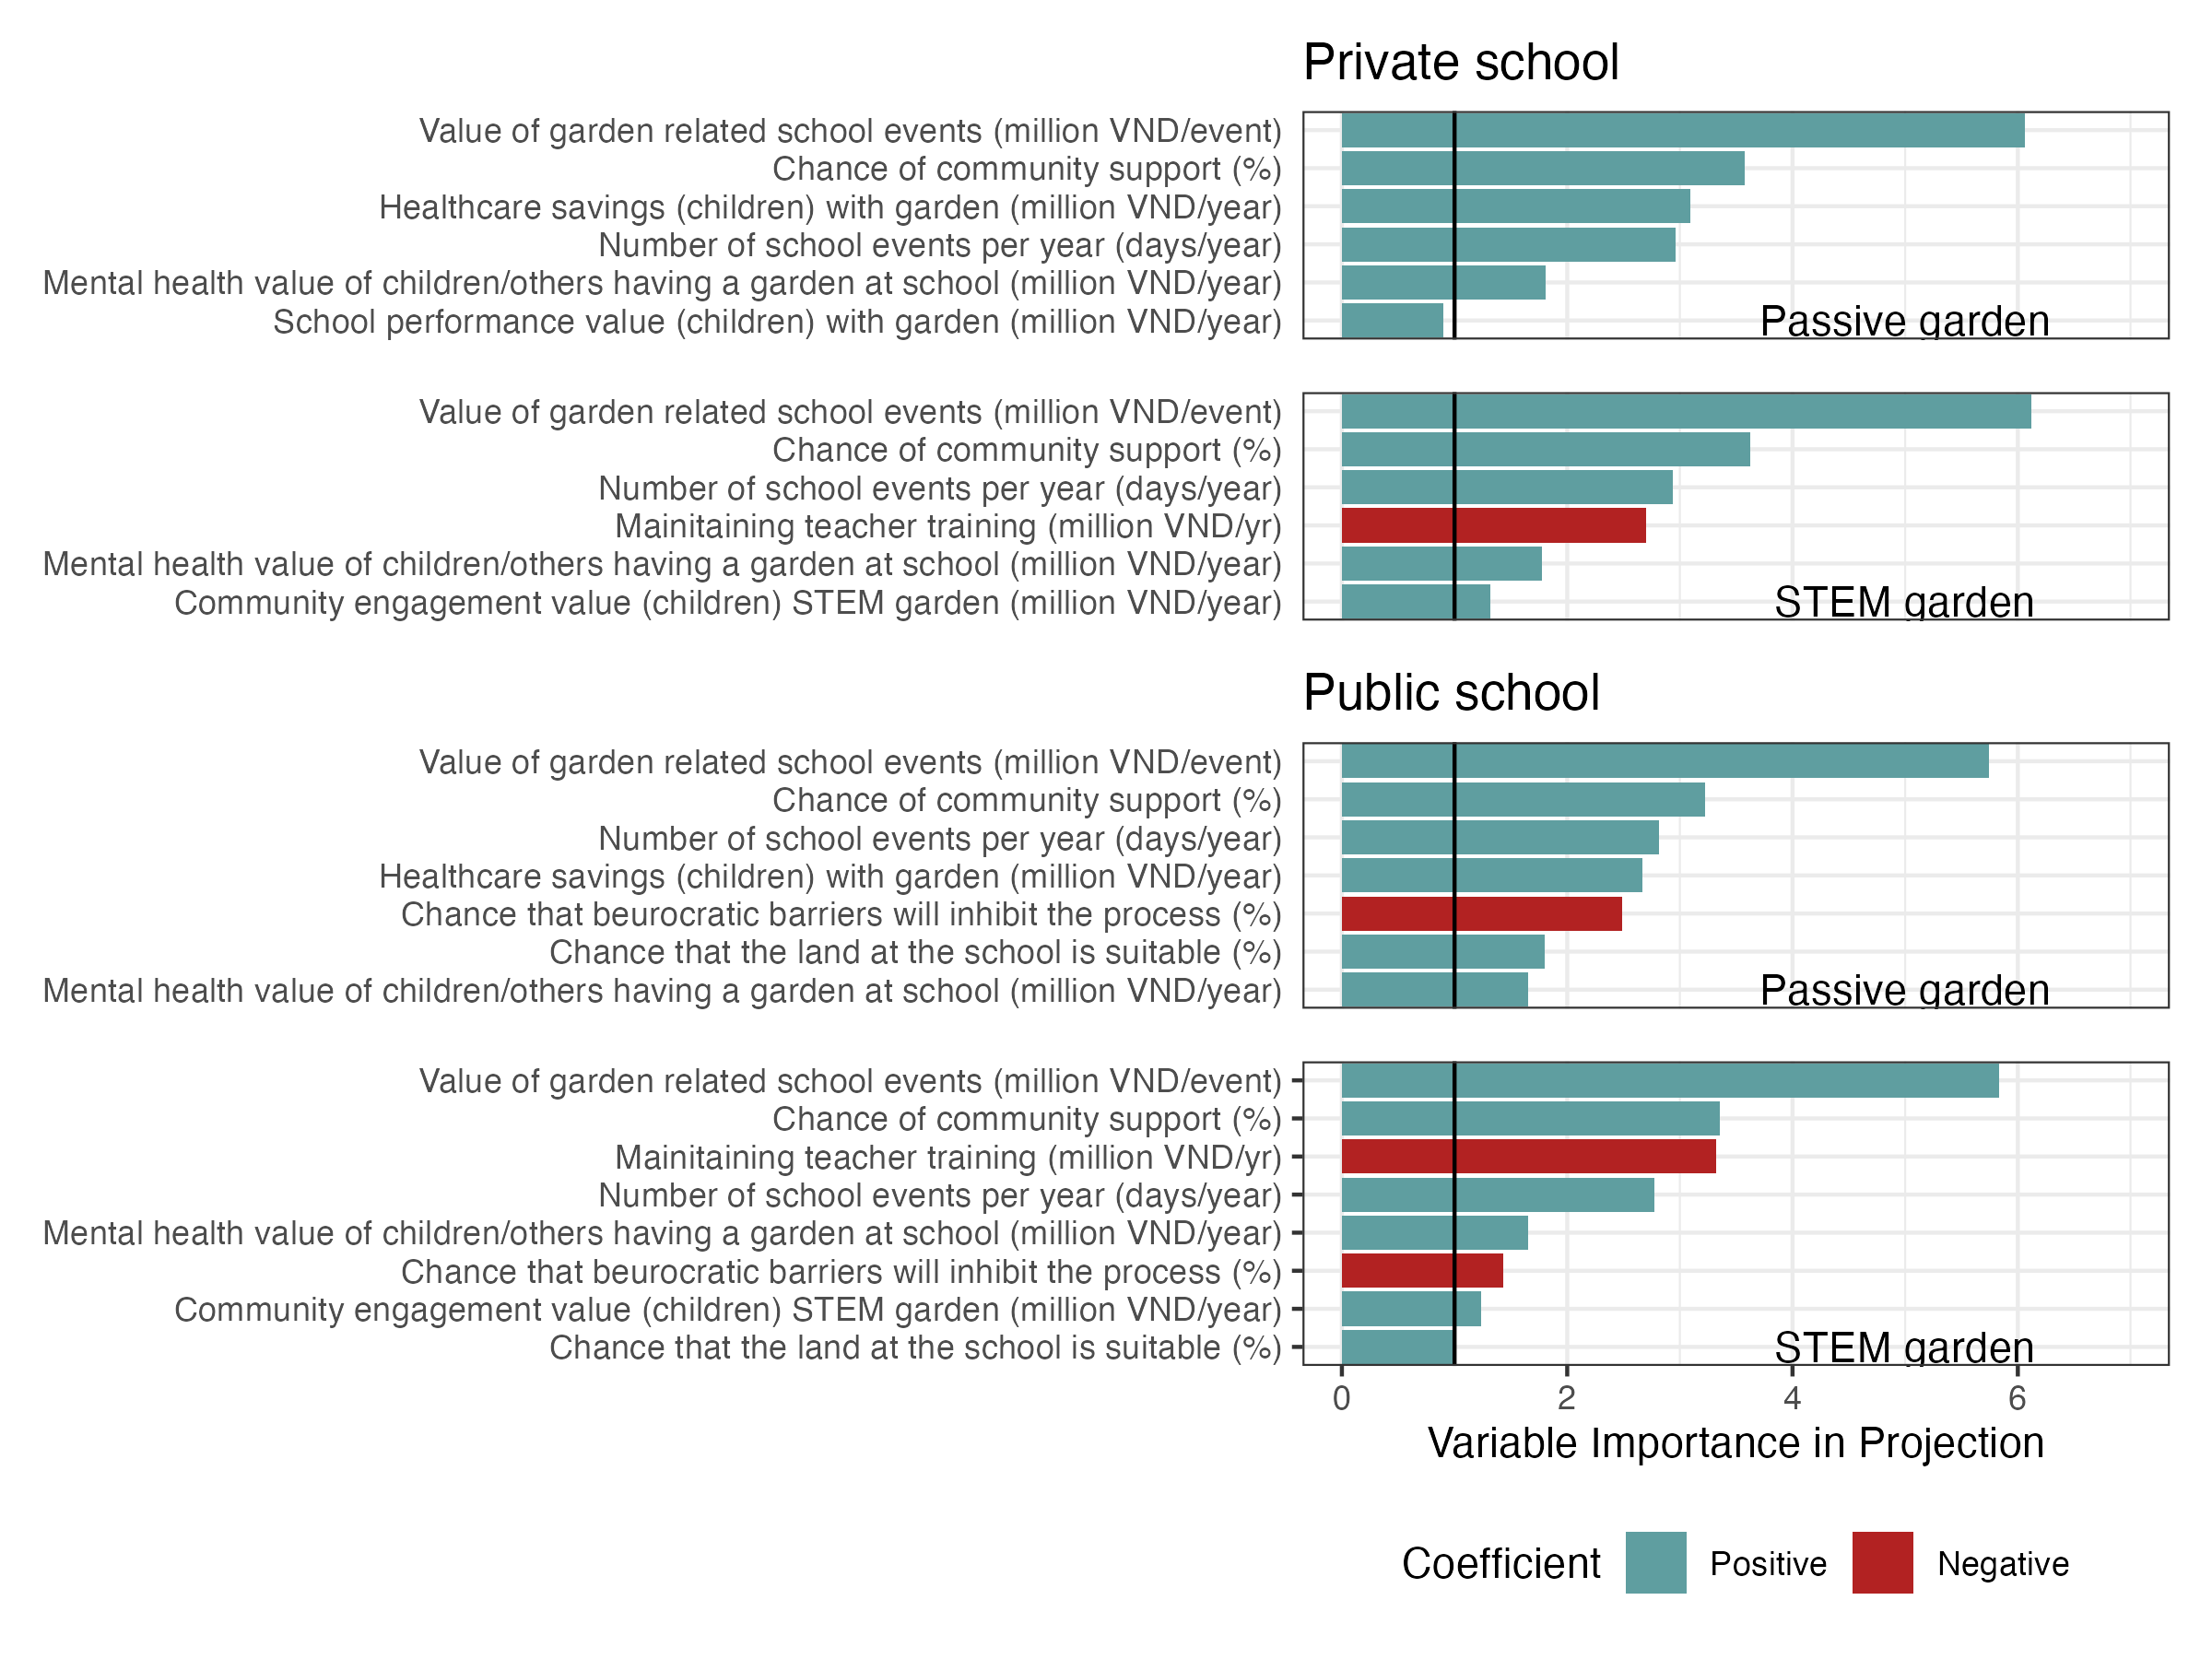 Private school
Value of garden related school events (million VND/event)
Chance of community support (%)
Healthcare savings (children) with garden (million VND/year)
Number of school events per year (days/year)
Mental health value of children/others having a garden at school (million VND/year)
School performance value (children) with garden (million VND/year)
Passive garden
Value of garden related school events (million VND/event)
Chance of community support (%)
Number of school events per year (days/year)
Mainitaining teacher training (million VND/yr)
Mental health value of children/others having a garden at school (million VND/year)
Community engagement value (children) STEM garden (million VND/year)
STEM garden
Public school
Value of garden related school events (million VND/event)
Chance of community support (%)
Number of school events per year (days/year)
Healthcare savings (children) with garden (million VND/year)
Chance that beurocratic barriers will inhibit the process (%)
Chance that the land at the school is suitable (%)
Mental health value of children/others having a garden at school (million VND/year)
Passive garden
Value of garden related school events (million VND/event)
Chance of community support (%)
Mainitaining teacher training (million VND/yr)
Number of school events per year (days/year)
Mental health value of children/others having a garden at school (million VND/year)
Chance that beurocratic barriers will inhibit the process (%)
Community engagement value (children) STEM garden (million VND/year)
Chance that the land at the school is suitable (%)
STEM garden
0 2 4 6
Variable Importance in Projection
Coefficient Positive Negative